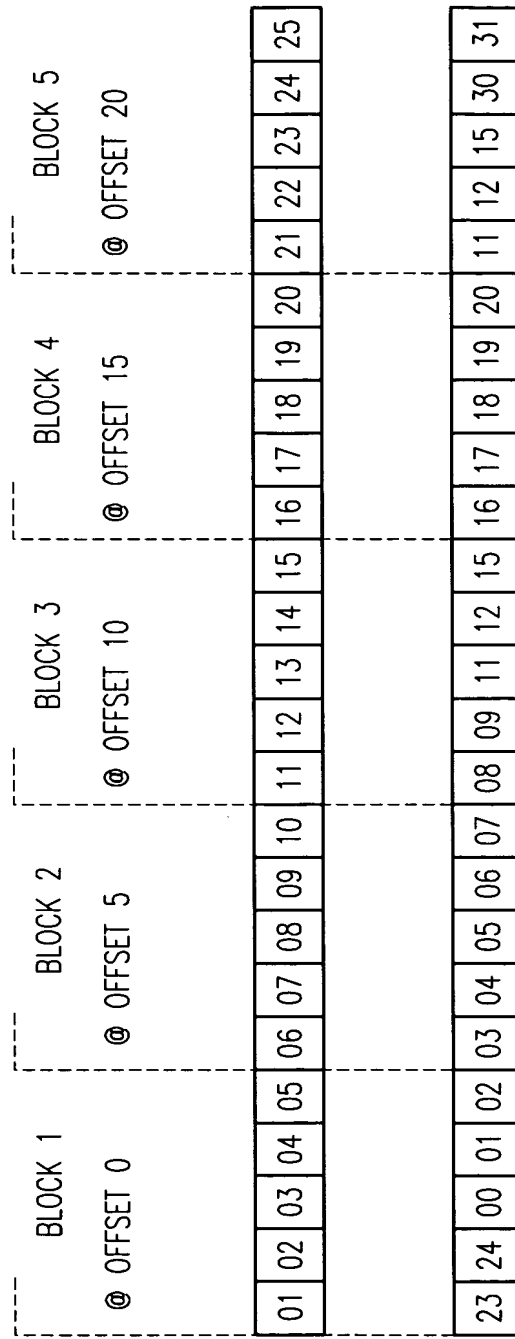 BLOCK 1 BLOCK 2 BLOCK 3 BLOCK 4 BLOCK 5
@ OFFSET 0 @ OFFSET 5 @ OFFSET 10 @ OFFSET 15 @ OFFSET 20
01 02 03 04 05 06 07 08 09 10 11 12 13 14 15 16 17 18 19 20 21 22 23 24 25
23 24 00 01 02 03 04 05 06 07 08 09 11 12 15 16 17 18 19 20 11 12 15 30 31